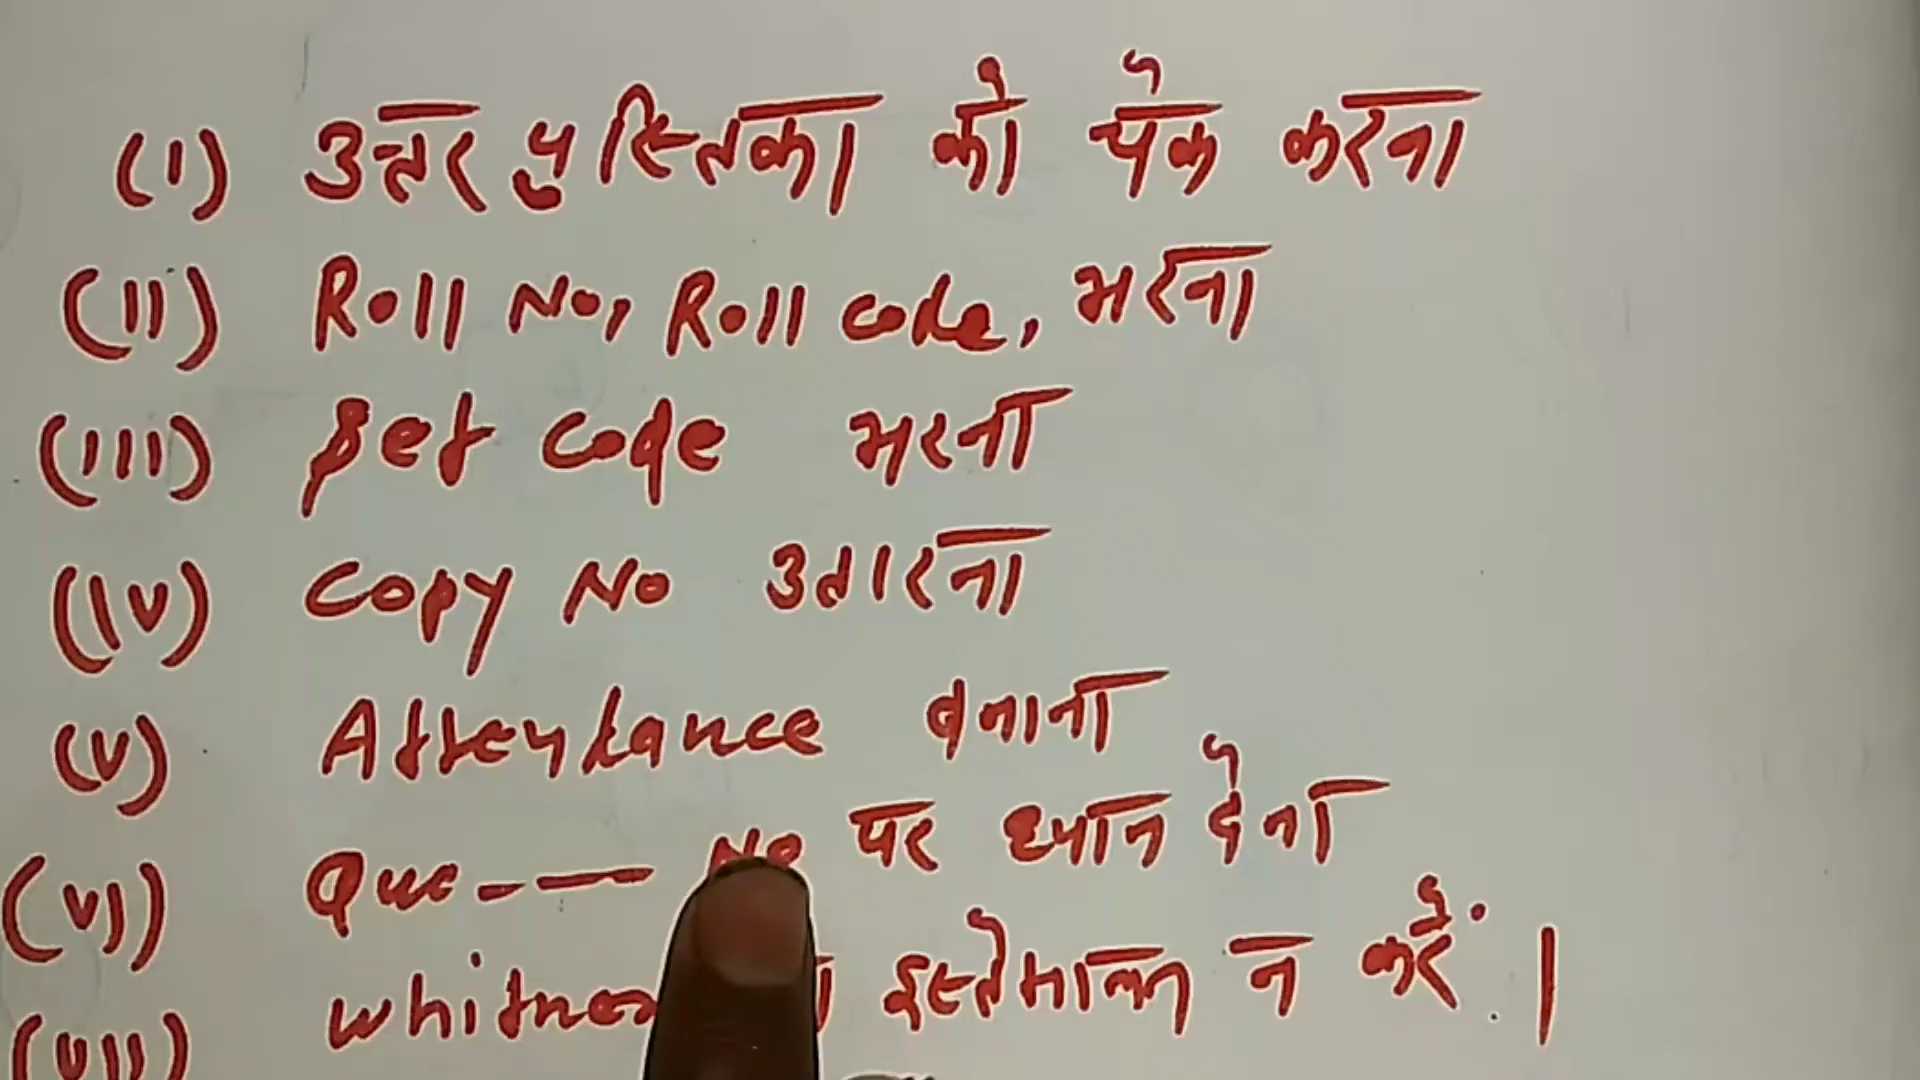 (I) उत्तर पुस्तिका को चेक करना
(II) Roll No, Roll code, भरना
(III) Set Code भरना
(IV) Copy No उतारना
(V) Attendance बनाना
(VI) Que-— No पर ध्यान देना
(VII) इस्तेमाल न करें।